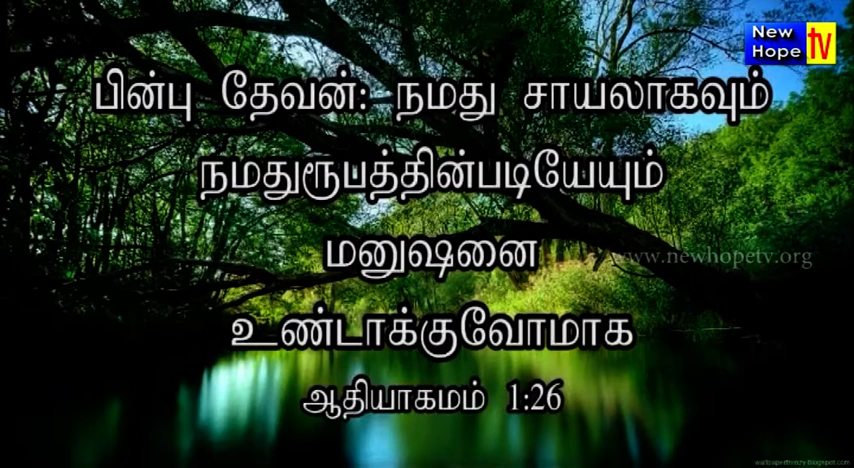 New
Hope tv
பின்பு தேவன்: நமது சாயலாகவும்
நமதுரூபத்தின்படியேயும்
மனுஷனை
www.newhopetv.org
உண்டாக்குவோமாக
ஆதியாகமம் 1:26